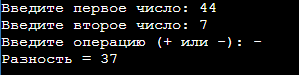 Введите первое число: 44
Введите второе число: 7
Введите операцию (+ или -): -
Разность = 37